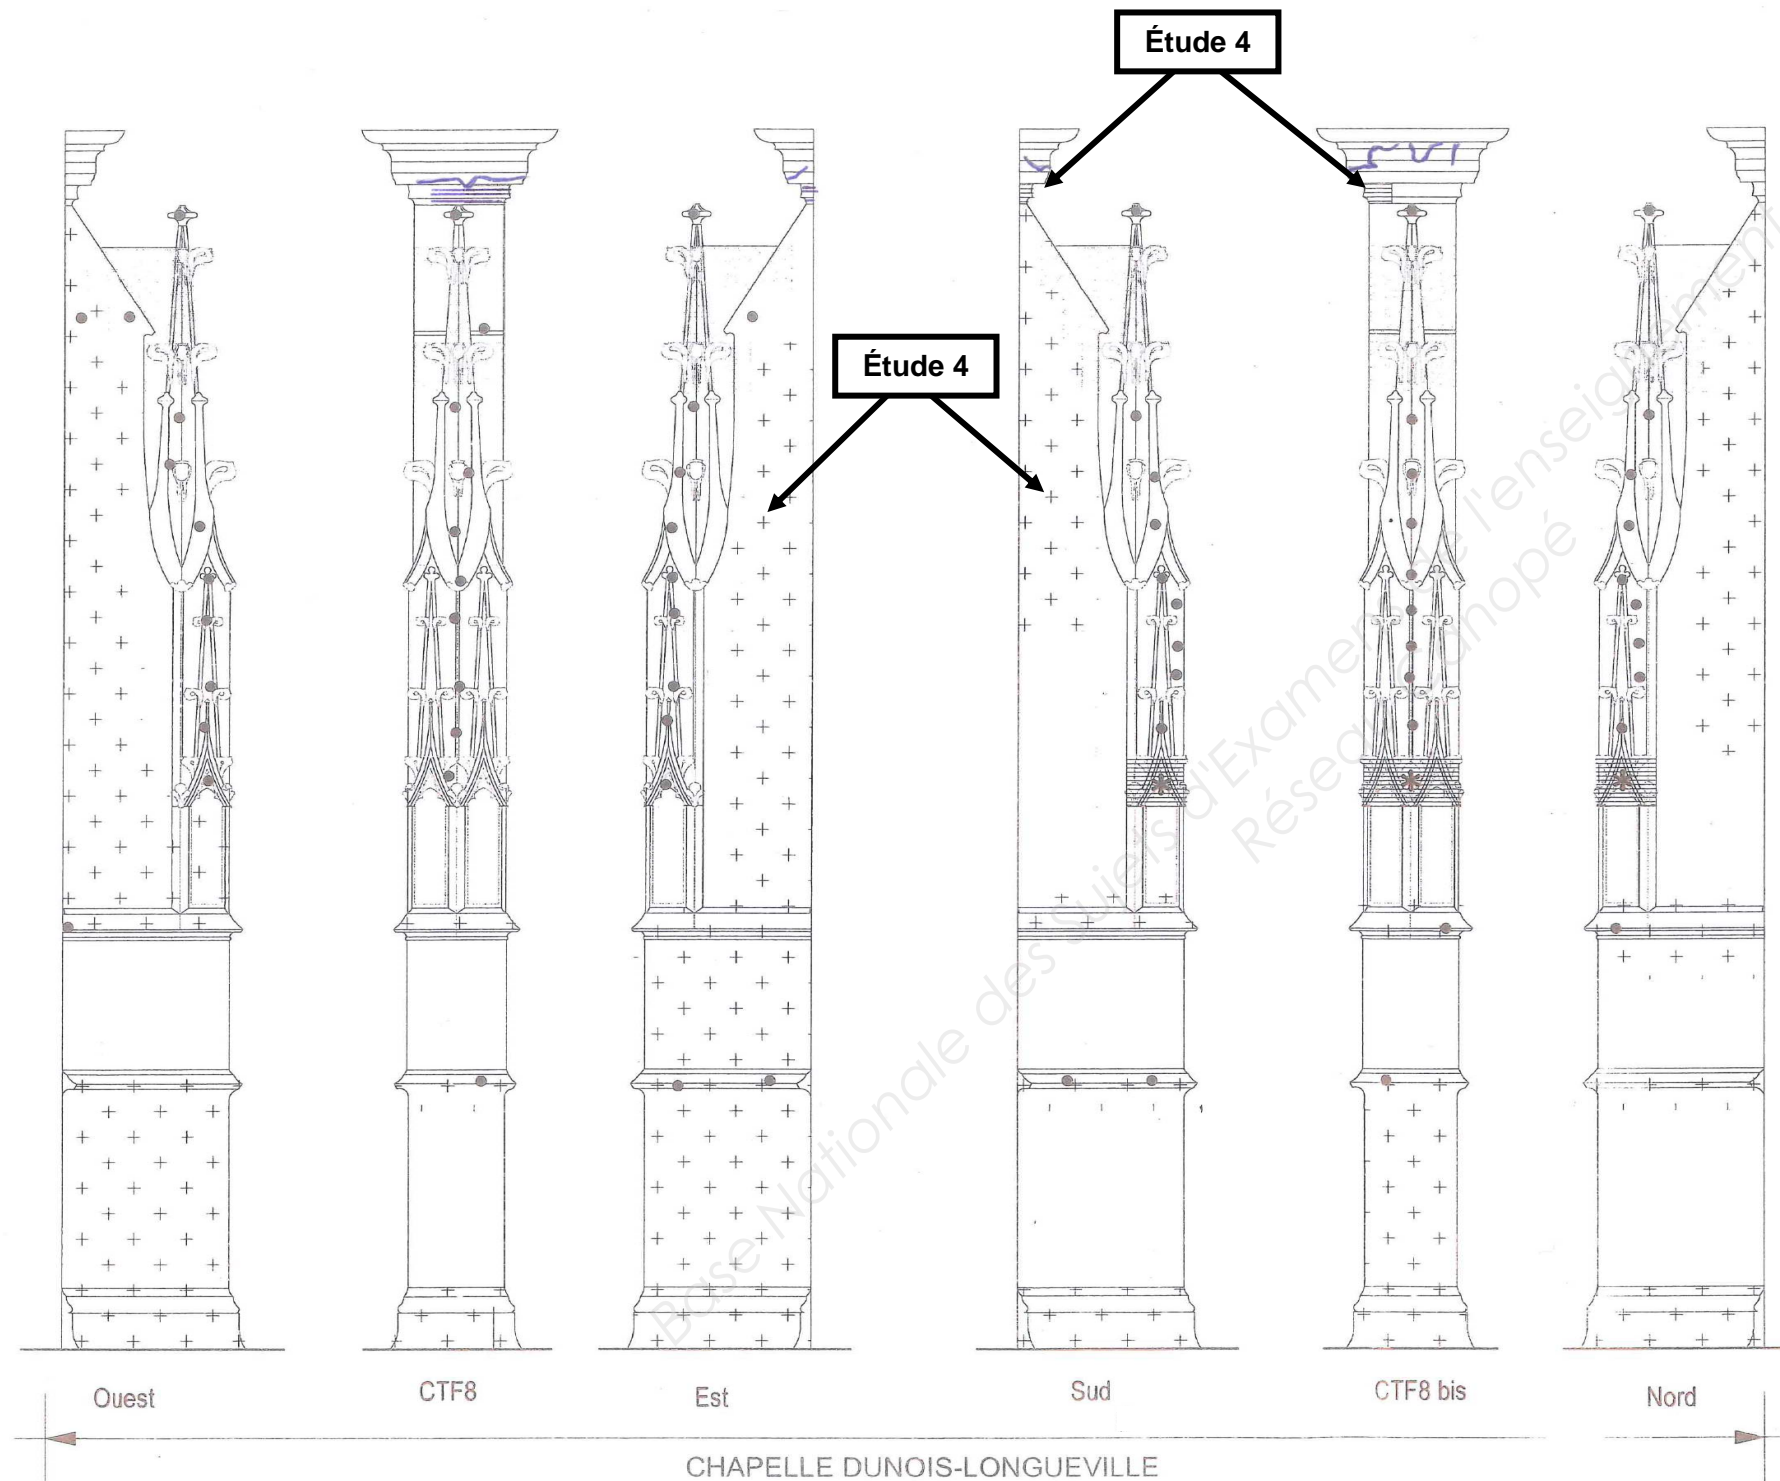 Étude 4
Étude 4
Ouest
CTF8
Est
Sud
CTF8 bis
Nord
CHAPELLE DUNOIS-LONGUEVILLE
Base Nationale des Sujets d'Examens de l'enseignement
Réseau Canopé